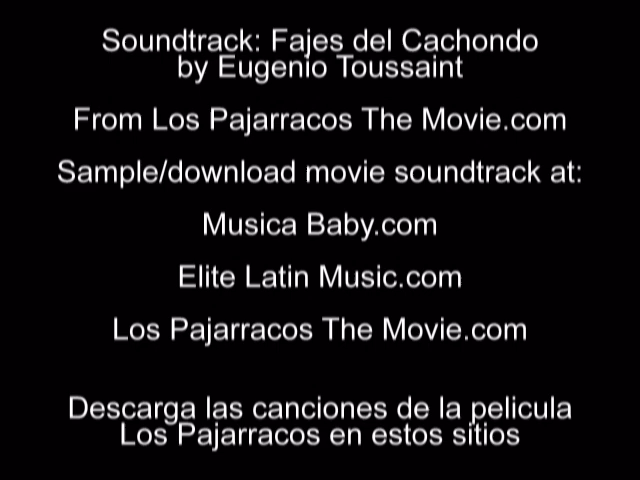 Soundtrack: Fajes del Cachondo
by Eugenio Toussaint
From Los Pajarracos The Movie.com
Sample/download movie soundtrack at:
Musica Baby.com
Elite Latin Music.com
Los Pajarracos The Movie.com
Descarga las canciones de la pelicula
Los Pajarracos en estos sitios